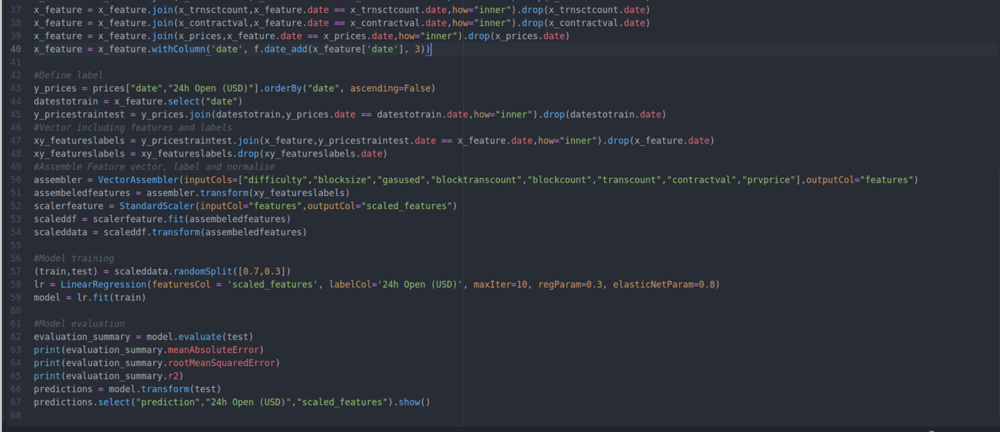 37 x_feature = x_feature.join(x_trnsctcount,x_feature.date == x_trnsctcount.date,how="inner").drop(x_trnsctcount.date)
38 x_feature = x_feature.join(x_contractval,x_feature.date == x_contractval.date,how="inner").drop(x_contractval.date)
39 x_feature = x_feature.join(x_prices,x_feature.date == x_prices.date,how="inner").drop(x_prices.date)
40 x_feature = x_feature.withColumn('date', f.date_add(x_feature['date'], 3))
41
42 #Define label
43 y_prices = prices["date","24h Open (USD)"].orderBy("date", ascending=False)
44 datestotrain = x_feature.select("date")
45 y_pricestraintest = y_prices.join(datestotrain,y_prices.date == datestotrain.date,how="inner").drop(datestotrain.date)
46 #Vector including features and labels
47 xy_featureslabels = y_pricestraintest.join(x_feature,y_pricestraintest.date == x_feature.date,how="inner").drop(x_feature.date)
48 xy_featureslabels = xy_featureslabels.drop(xy_featureslabels.date)
49 #Assemble Feature vector, label and normalise
50 assembler = VectorAssembler(inputCols=["difficulty","blocksize","gasused","blocktranscount","blockcount","transcount","contractval","prvprice"],outputCol="features")
51 assembeledfeatures = assembler.transform(xy_featureslabels)
52 scalerfeature = StandardScaler(inputCol="features",outputCol="scaled_features")
53 scaleddf = scalerfeature.fit(assembeledfeatures)
54 scaleddata = scaleddf.transform(assembeledfeatures)
55
56 #Model training
57 (train,test) = scaleddata.randomSplit([0.7,0.3])
58 lr = LinearRegression(featuresCol = 'scaled_features', labelCol='24h Open (USD)', maxIter=10, regParam=0.3, elasticNetParam=0.8)
59 model = lr.fit(train)
60
61 #Model evaluation
62 evaluation_summary = model.evaluate(test)
63 print(evaluation_summary.meanAbsoluteError)
64 print(evaluation_summary.rootMeanSquaredError)
65 print(evaluation_summary.r2)
66 predictions = model.transform(test)
67 predictions.select("prediction","24h Open (USD)","scaled_features").show()
68